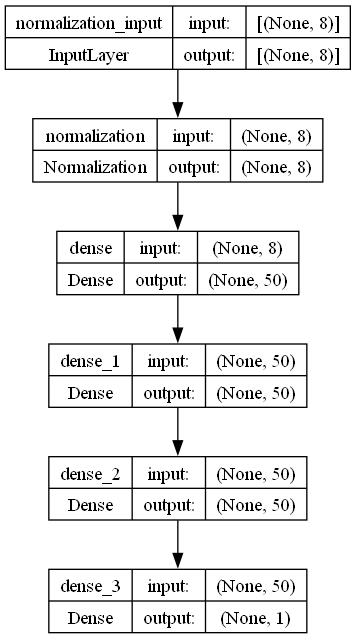 normalization_input input: [(None, 8)]
InputLayer output: [(None, 8)]
normalization input: (None, 8)
Normalization output: (None, 8)
dense input: (None, 8)
Dense output: (None, 50)
dense_1 input: (None, 50)
Dense output: (None, 50)
dense_2 input: (None, 50)
Dense output: (None, 50)
dense_3 input: (None, 50)
Dense output: (None, 1)